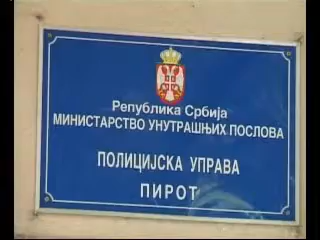 Република Србија
МИНИСТАРСТВО УНУТРАШЊИХ ПОСЛОВА
ПОЛИЦИЈСКА УПРАВА
ПИРОТ